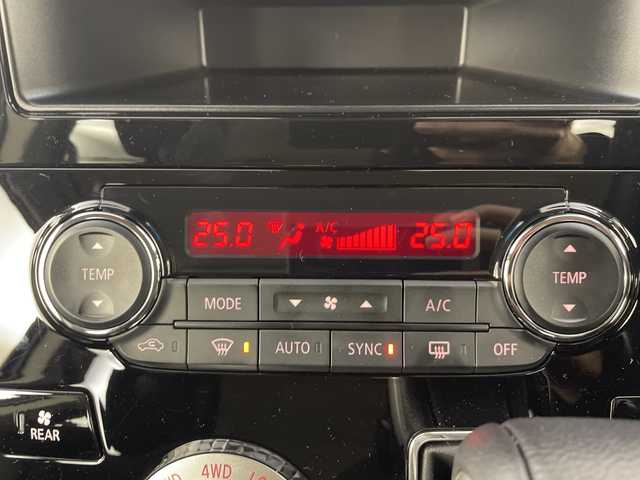 25.0 A/C 25.0
TEMP TEMP
MODE A/C
AUTO SYNC OFF
REAR
4WD